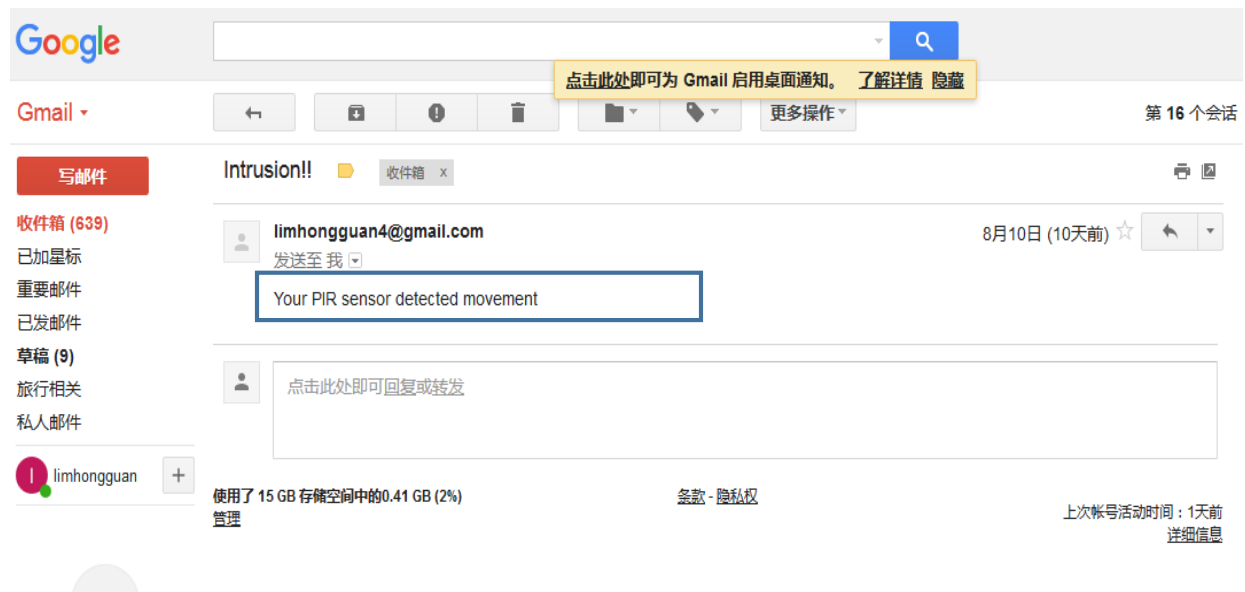 Google
点击此处即可为 Gmail 启用桌面通知。 了解详情 隐藏
Gmail
更多操作
第 16 个会话
写邮件
Intrusion!!
收件箱 x
收件箱 (639)
已加星标
重要邮件
已发邮件
草稿 (9)
旅行相关
私人邮件
limhongguan4@gmail.com
8月10日 (10天前)
发送至 我
Your PIR sensor detected movement
点击此处即可回复或转发
l limhongguan +
使用了 15 GB 存储空间中的0.41 GB (2%)
管理
条款 - 隐私权
上次帐号活动时间：1天前
详细信息